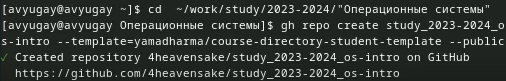 [avyugay@avyugay ~]$ cd  ~/work/study/2023-2024/"Операционные системы"
[avyugay@avyugay Операционные системы]$ gh repo create study_2023-2024_o
s-intro --template=yamadharma/course-directory-student-template --public
✓ Created repository 4heavensake/study_2023-2024_os-intro on GitHub
  https://github.com/4heavensake/study_2023-2024_os-intro